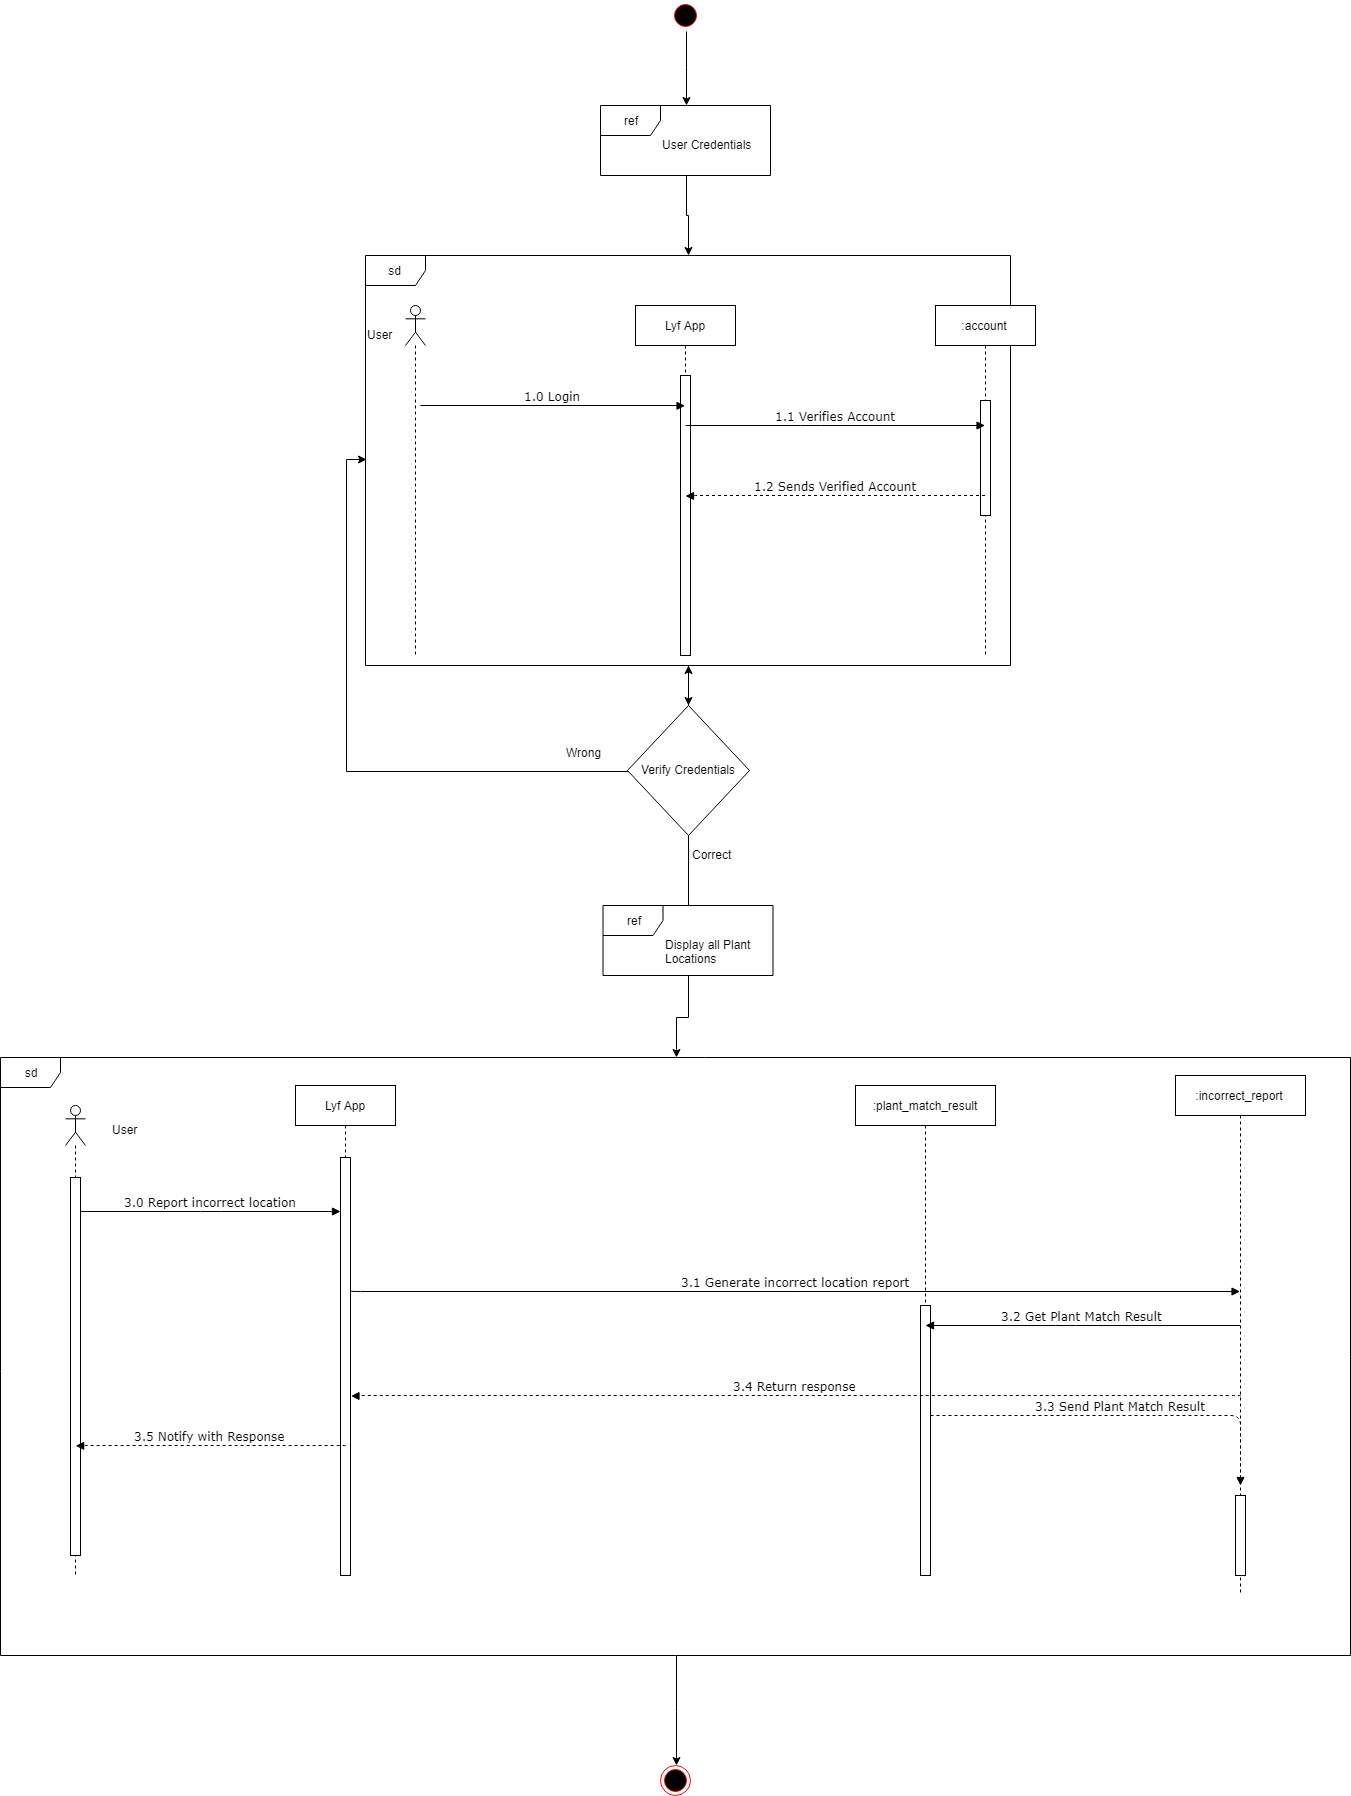 ref
User Credentials
sd
User
Lyf App
:account
1.0 Login
1.1 Verifies Account
1.2 Sends Verified Account
Wrong
Verify Credentials
Correct
ref
Display all Plant
Locations
sd
User
Lyf App
:plant_match_result
:incorrect_report
3.0 Report incorrect location
3.1 Generate incorrect location report
3.2 Get Plant Match Result
3.4 Return response
3.3 Send Plant Match Result
3.5 Notify with Response